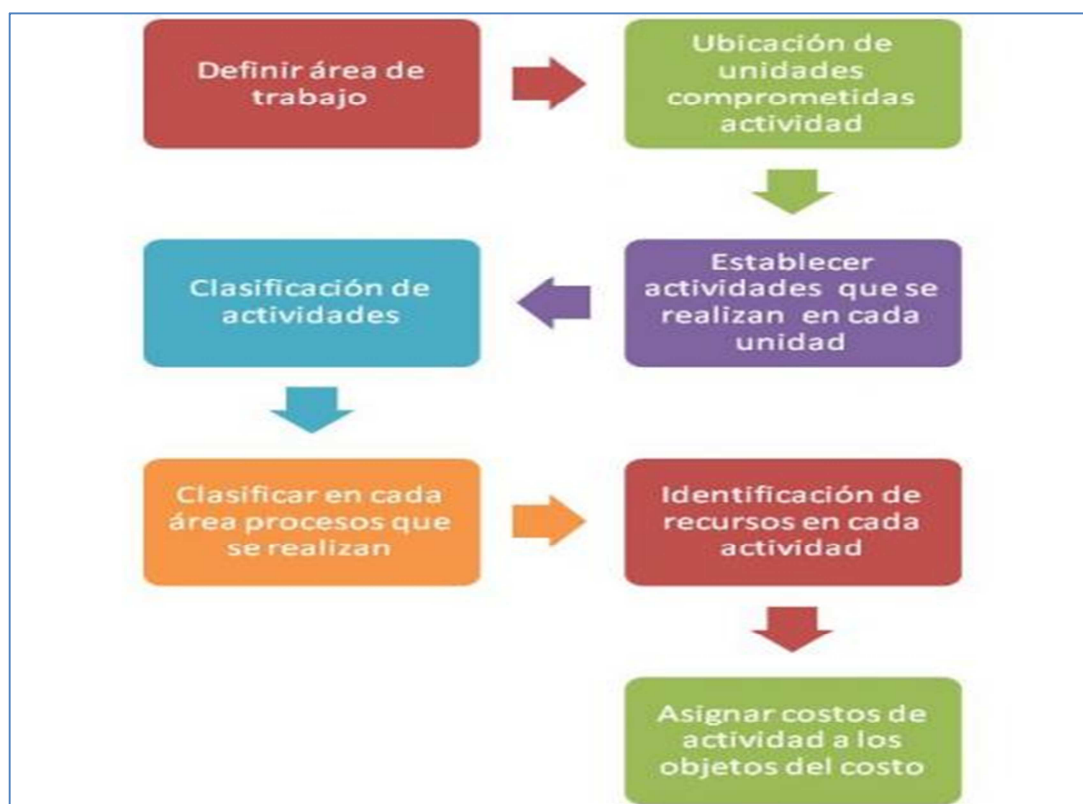 Definir área de
trabajo
Ubicación de
unidades
comprometidas
actividad
Establecer
actividades que se
realizan en cada
unidad
Clasificación de
actividades
Clasificar en cada
área procesos que
se realizan
Identificación de
recursos en cada
actividad
Asignar costos de
actividad a los
objetos del costo